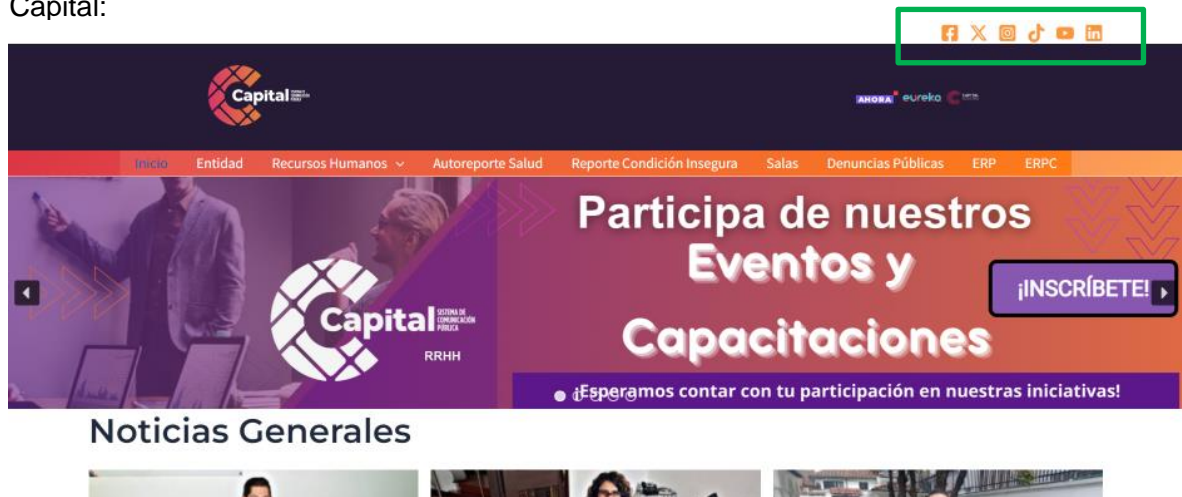 Capital:
Capital
AHORA eureka CAPITAL
Inicio Entidad Recursos Humanos Autoreporte Salud Reporte Condición Insegura Salas Denuncias Públicas ERP ERPC
Participa de nuestros
Eventos y
¡INSCRÍBETE!
Capital SISTEMA DE COMUNICACIÓN PÚBLICA
Capacitaciones
RRHH
¡Esperamos contar con tu participación en nuestras iniciativas!
Noticias Generales